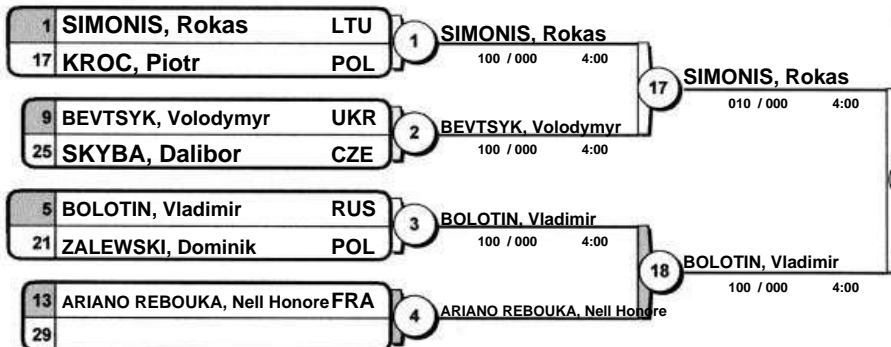 1 SIMONIS, Rokas LTU
17 KROC, Piotr POL
1
SIMONIS, Rokas
100 / 000 4:00
9 BEVTSYK, Volodymyr UKR
25 SKYBA, Dalibor CZE
2
BEVTSYK, Volodymyr
100 / 000 4:00
17
SIMONIS, Rokas
010 / 000 4:00
5 BOLOTIN, Vladimir RUS
21 ZALEWSKI, Dominik POL
3
BOLOTIN, Vladimir
100 / 000 4:00
13 ARIANO REBOUKA, Nell Honore FRA
29
4
ARIANO REBOUKA, Nell Honore
18
BOLOTIN, Vladimir
100 / 000 4:00